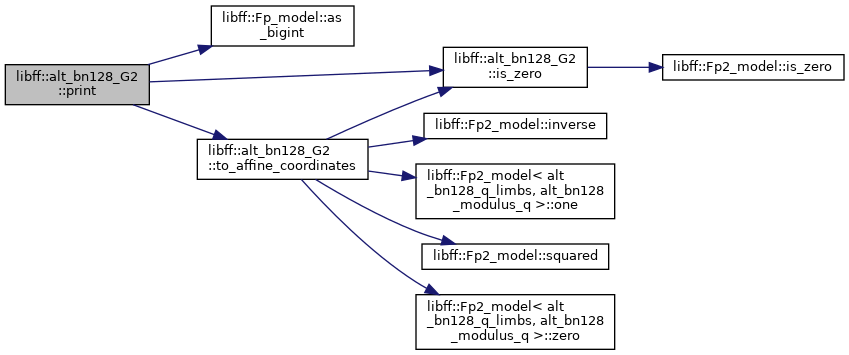 libff::alt_bn128_G2
::print
libff::Fp_model::as
_bigint
libff::alt_bn128_G2
::is_zero
libff::Fp2_model::is_zero
libff::alt_bn128_G2
::to_affine_coordinates
libff::Fp2_model::inverse
libff::Fp2_model< alt
_bn128_q_limbs, alt_bn128
_modulus_q >::one
libff::Fp2_model::squared
libff::Fp2_model< alt
_bn128_q_limbs, alt_bn128
_modulus_q >::zero